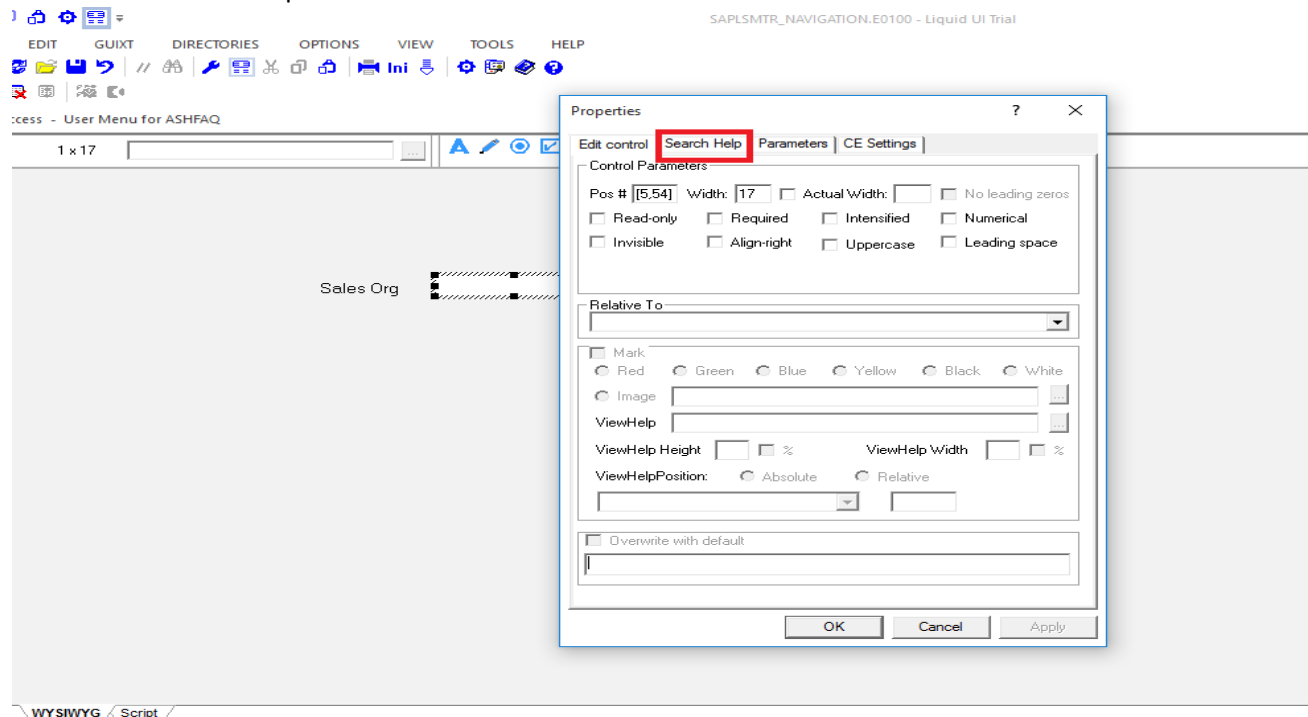 SAPLSMTR_NAVIGATION.E0100 - Liquid UI Trial
EDIT GUIXT DIRECTORIES OPTIONS VIEW TOOLS HELP
// Ini
:cess - User Menu for ASHFAQ
1 x 17 ... A
Properties ? ×
Edit control Search Help Parameters CE Settings
Control Parameters
Pos # [5,54] Width: 17 Actual Width: No leading zeros
Read-only Required Intensified Numerical
Invisible Align-right Uppercase Leading space
Sales Org
Relative To
Mark
Red Green Blue Yellow Black White
Image ...
ViewHelp ...
ViewHelp Height % ViewHelp Width %
ViewHelpPosition: Absolute Relative
Overwrite with default
OK Cancel Apply
WYSIWYG / Script /